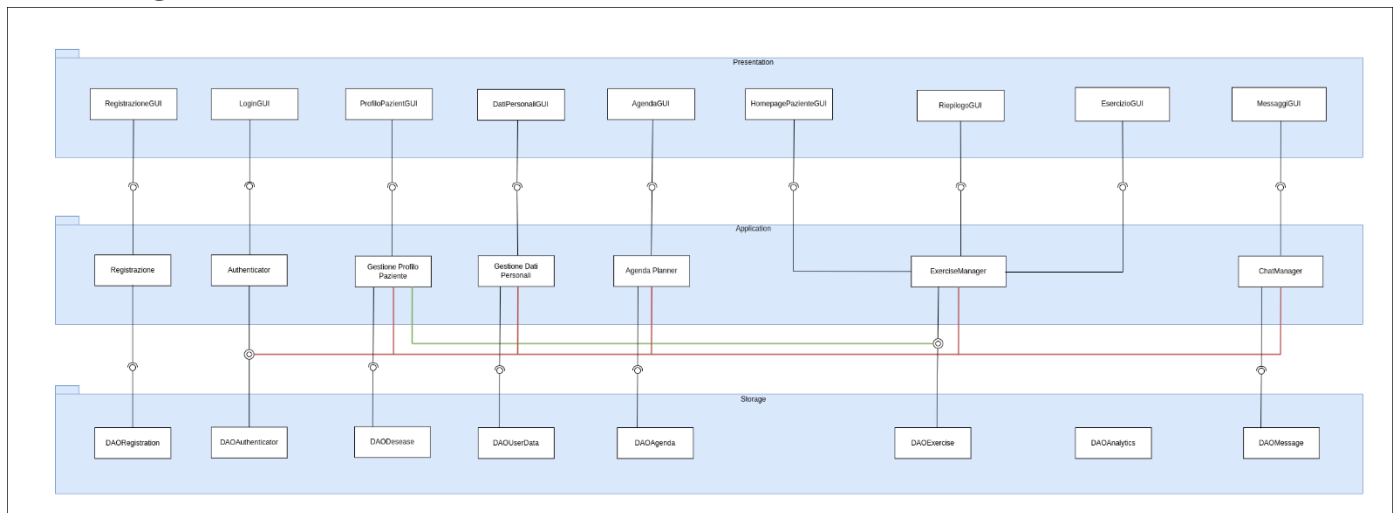 Presentation
RegistrazioneGUI
LoginGUI
ProfiloPazientGUI
DatiPersonaliGUI
AgendaGUI
HomepagePazienteGUI
RiepilogoGUI
EsercizioGUI
MessaggiGUI
Application
Registrazione
Authenticator
Gestione Profilo
Paziente
Gestione Dati
Personali
Agenda Planner
ExerciseManager
ChatManager
Storage
DAORegistration
DAOAuthenticator
DAODesease
DAOUserData
DAOAgenda
DAOExercise
DAOAnalytics
DAOMessage